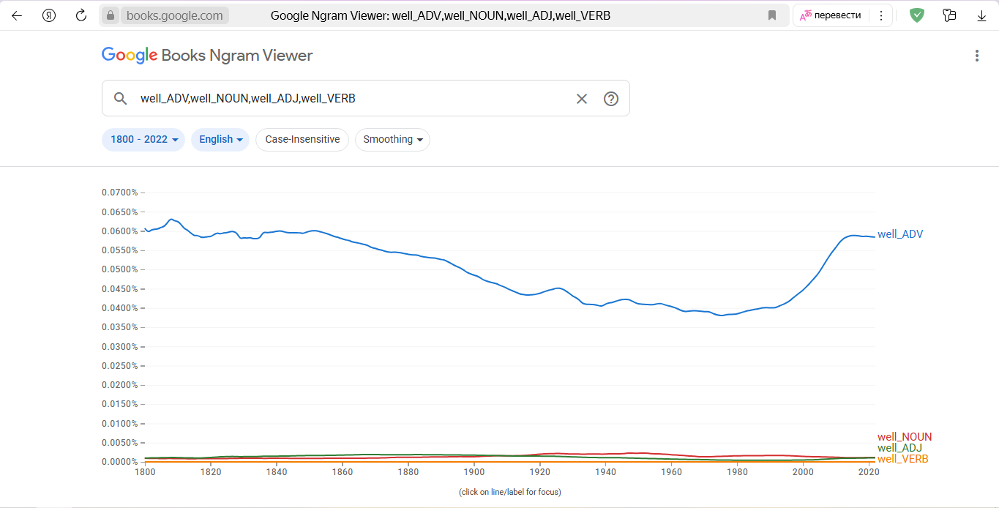 books.google.com Google Ngram Viewer: well_ADV,well_NOUN,well_ADJ,well_VERB перевести
Google Books Ngram Viewer
well_ADV,well_NOUN,well_ADJ,well_VERB
1800 - 2022 English Case-Insensitive Smoothing
0.0700%
0.0650%
0.0600%
well_ADV
0.0550%
0.0500%
0.0450%
0.0400%
0.0350%
0.0300%
0.0250%
0.0200%
0.0150%
0.0100%
well_NOUN
0.0050%
well_ADJ
well_VERB
0.0000%
1800 1820 1840 1860 1880 1900 1920 1940 1960 1980 2000 2020
(click on line/label for focus)